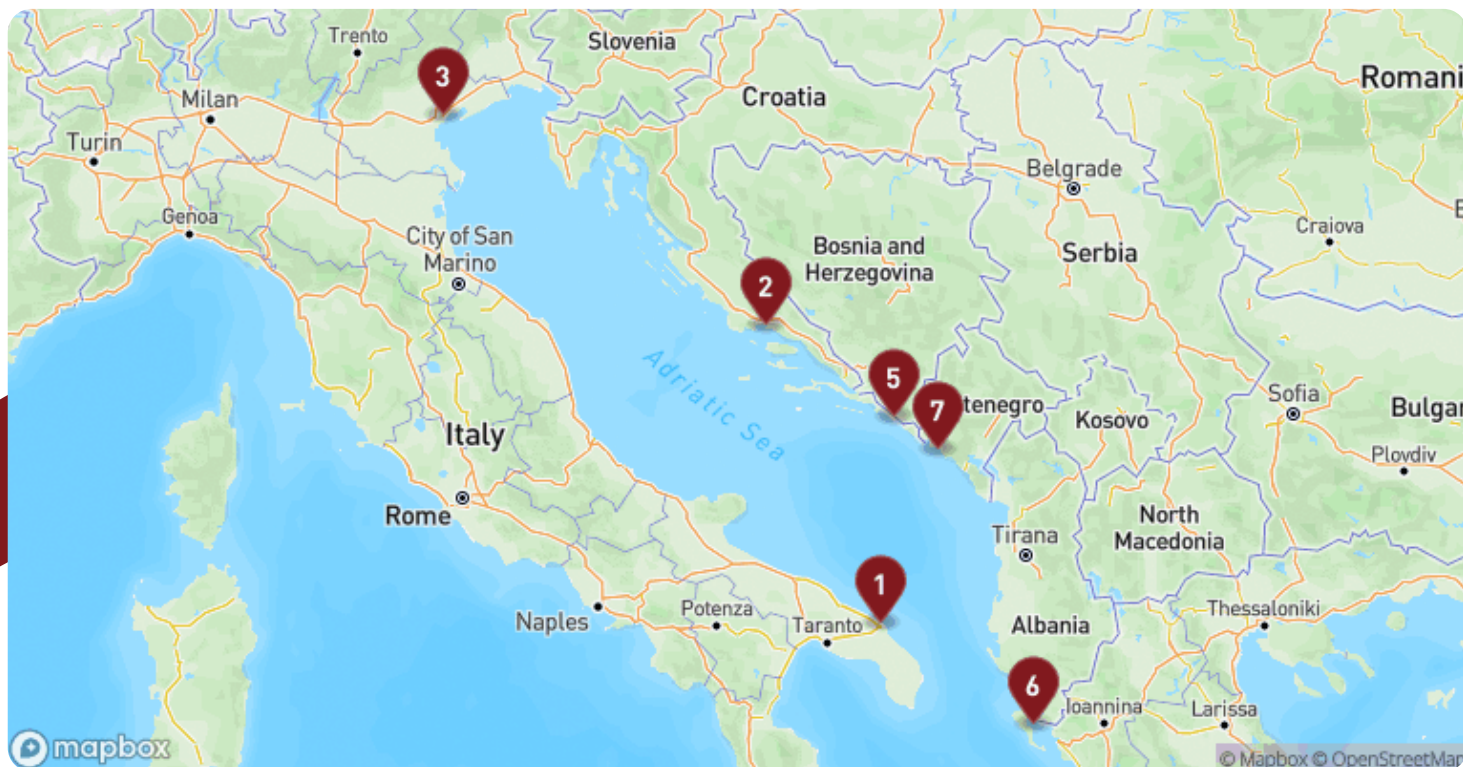 Trento
Slovenia
3
Romani
Milan
Croatia
Turin
Belgrade
Genoa
Craiova
City of San
Marino
Bosnia and
Herzegovina
Serbia
2
Adriatic Sea
5
7
tenegro
Sofia
Kosovo
Bulgar
Italy
Plovdiv
Rome
North
Macedonia
Tirana
1
Naples
Potenza
Taranto
Albania
Thessaloniki
6
Ioannina
Larissa
mapbox
© Mapbox © OpenStreetMap